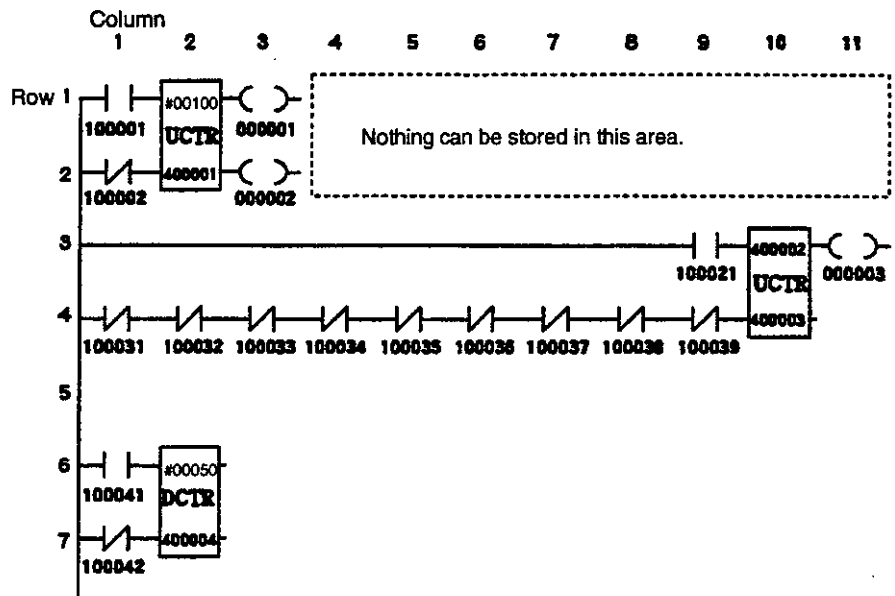 Column
1 2 3 4 5 6 7 8 9 10 11
Row 1
#00100
100001 UCTR 000001
Nothing can be stored in this area.
2
400001
100002 000002
3
400002
100021 UCTR 000003
4
400003
100031 100032 100033 100034 100035 100036 100037 100038 100039
5
6
#00050
100041 DCTR
7
400004
100042